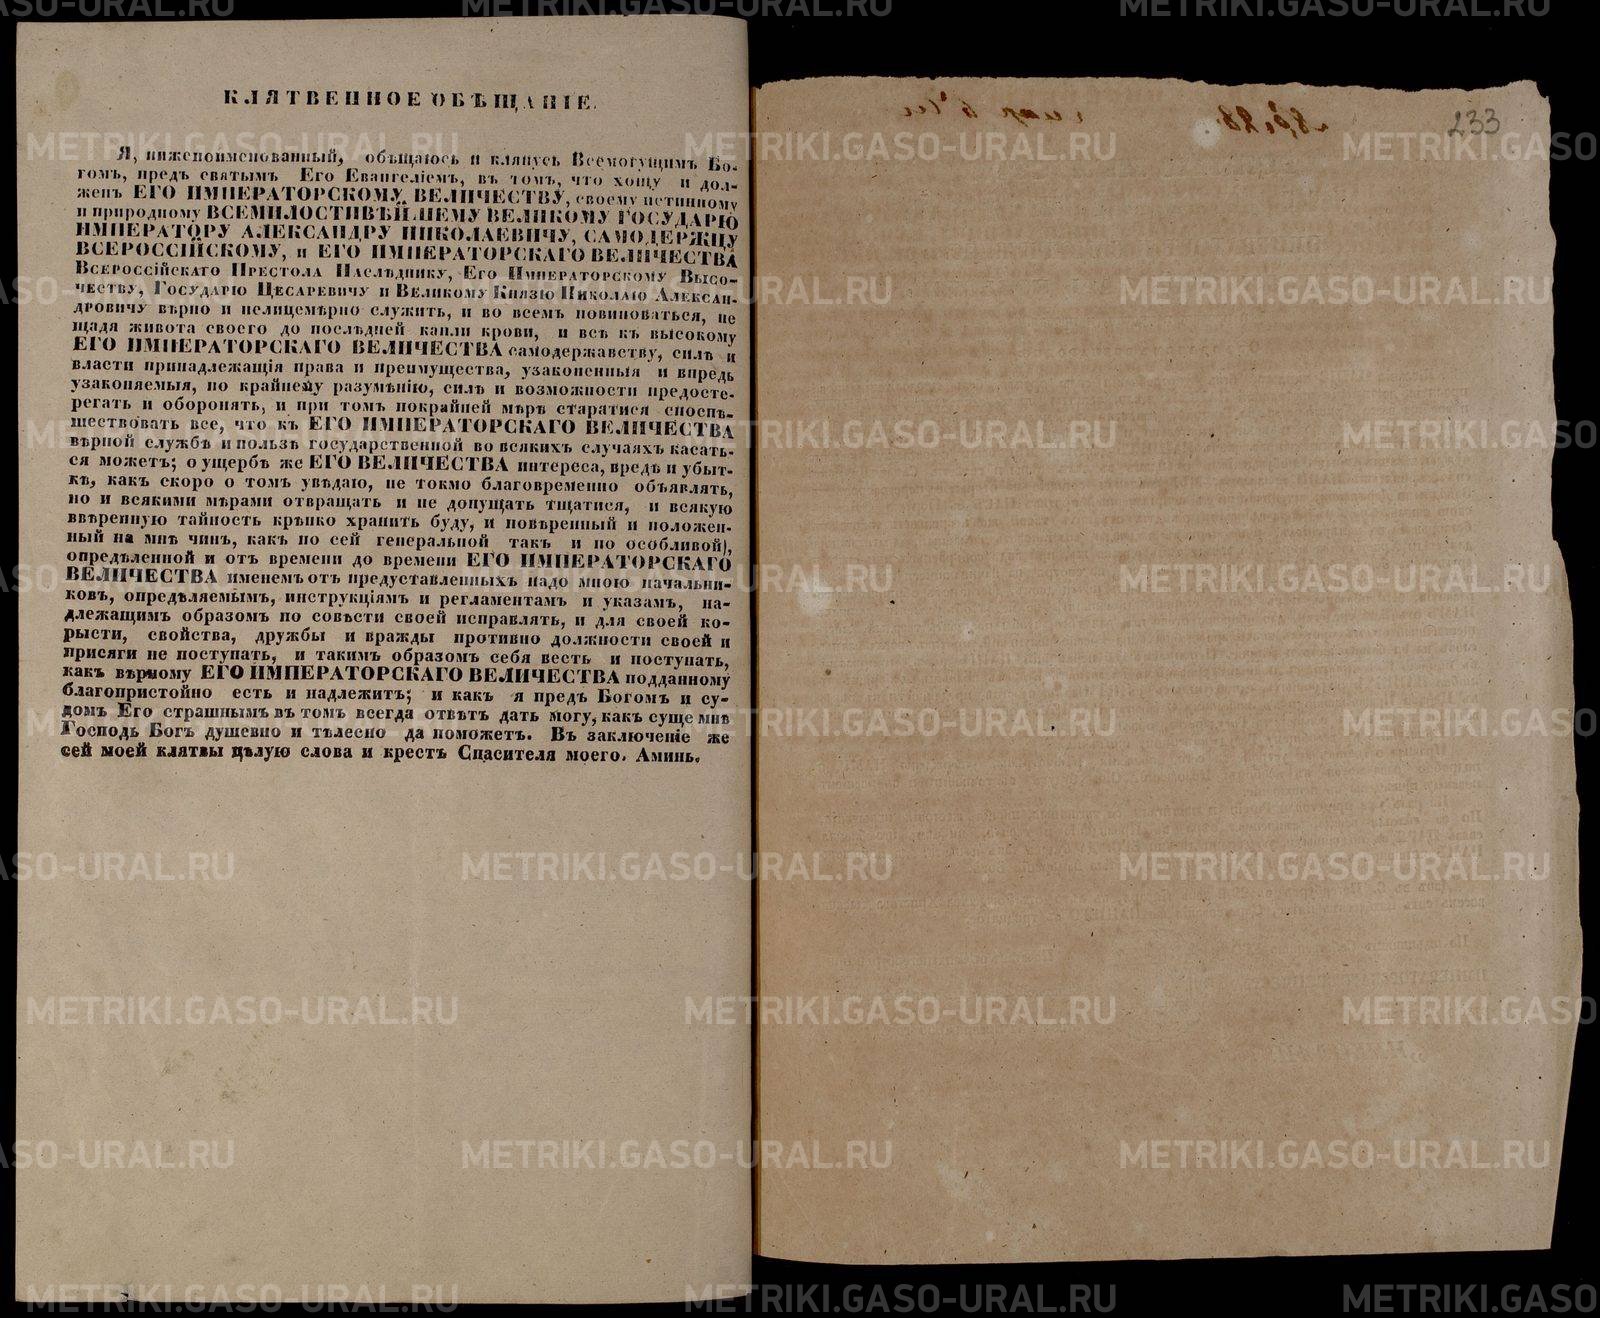 КЛЯТВЕННОЕ ОБѢЩАНІЕ.
Я, нижепоименованный, обѣщаюсь и клянусь Всемогущимъ Бо-
гомъ, предъ святымъ Его Евангеліемъ, въ томъ, что хощу и дол-
женъ ЕГО ИМПЕРАТОРСКОМУ ВЕЛИЧЕСТВУ, своему истинному
и природному ВСЕМИЛОСТИВѢЙШЕМУ ВЕЛИКОМУ ГОСУДАРЮ
ИМПЕРАТОРУ АЛЕКСАНДРУ НИКОЛАЕВИЧУ, САМОДЕРЖЦУ
ВСЕРОССІЙСКОМУ, и ЕГО ИМПЕРАТОРСКАГО ВЕЛИЧЕСТВА
Всероссійскаго Престола Наслѣднику, Его Императорскому Высо-
честву, Государю Цесаревичу и Великому Князю Николаю Алексан-
дровичу вѣрно и нелицемѣрно служить, и во всемъ повиноваться, не
щадя живота своего до послѣдней капли крови, и всѣ къ высокому
ЕГО ИМПЕРАТОРСКАГО ВЕЛИЧЕСТВА самодержавству, силѣ и
власти принадлежащія права и преимущества, узаконенныя и впредь
узаконяемыя, по крайнему разумѣнію, силѣ и возможности предосте-
регать и оборонять, и при томъ покрайней мѣрѣ старатися споспѣ-
шествовать все, что къ ЕГО ИМПЕРАТОРСКАГО ВЕЛИЧЕСТВА
вѣрной службѣ и пользѣ государственной во всякихъ случаяхъ касать-
ся можетъ; о ущербѣ же ЕГО ВЕЛИЧЕСТВА интереса, вредѣ и убыт-
кѣ, какъ скоро о томъ увѣдаю, не токмо благовременно объявлять,
но и всякими мѣрами отвращать и не допущать тщатися, и всякую
ввѣренную тайность крѣпко хранить буду, и повѣренный и положен-
ный на мнѣ чинъ, какъ по сей генеральной такъ и по особливой),
опредѣленной и отъ времени до времени ЕГО ИМПЕРАТОРСКАГО
ВЕЛИЧЕСТВА именемъ отъ предуставленныхъ надо мною начальни-
ковъ, опредѣляемымъ, инструкціямъ и регламентамъ и указамъ, на-
длежащимъ образомъ по совѣсти своей исправлять, и для своей ко-
рысти, свойства, дружбы и вражды противно должности своей и
присяги не поступать, и такимъ образомъ себя весть и поступать,
какъ вѣрному ЕГО ИМПЕРАТОРСКАГО ВЕЛИЧЕСТВА подданному
благопристойно есть и надлежитъ; и какъ я предъ Богомъ и су-
домъ Его страшнымъ въ томъ всегда отвѣтъ дать могу, какъ суще мнѣ
Господь Богъ душевно и тѣлесно да поможетъ. Въ заключеніе же
сей моей клятвы цѣлую слова и крестъ Спасителя моего. Аминь.
233
METRIKI.GASO-URAL.RU